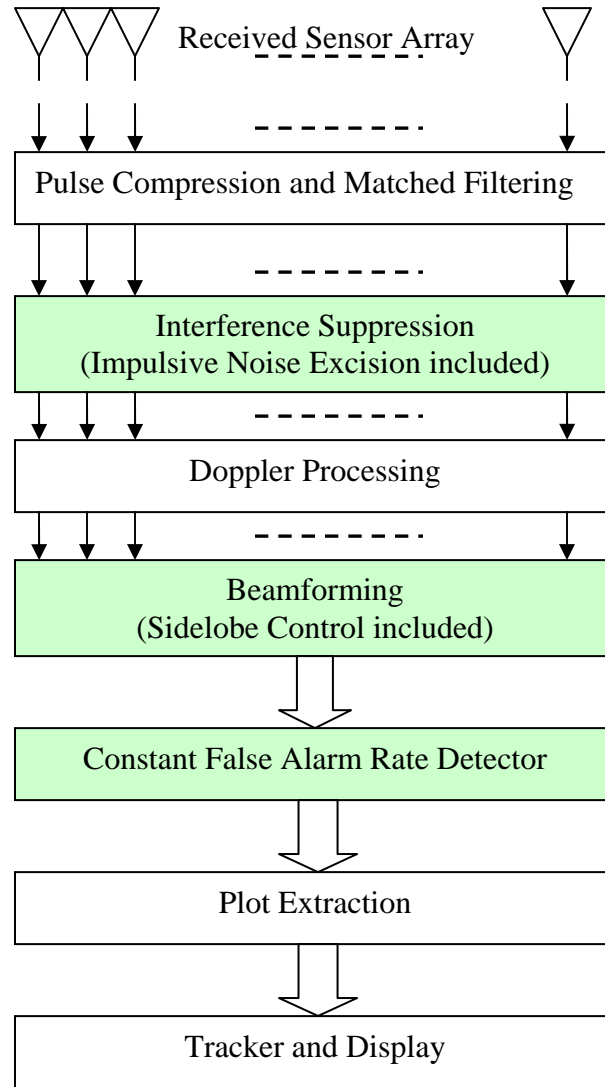 Received Sensor Array
Pulse Compression and Matched Filtering
Interference Suppression
(Impulsive Noise Excision included)
Doppler Processing
Beamforming
(Sidelobe Control included)
Constant False Alarm Rate Detector
Plot Extraction
Tracker and Display